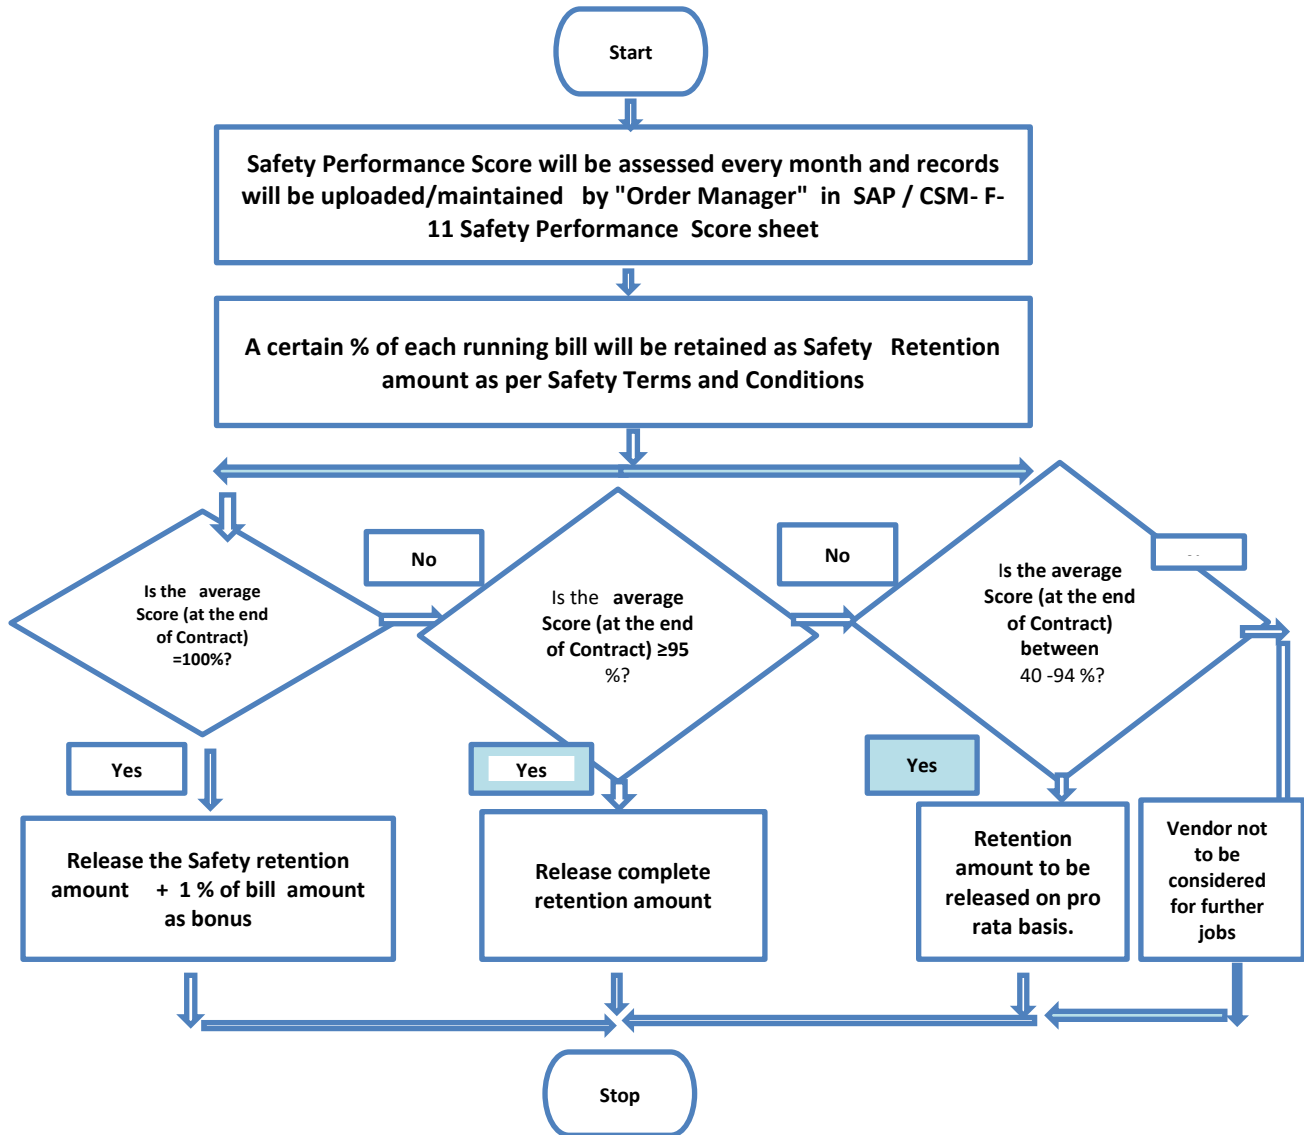 Start
Safety Performance Score will be assessed every month and records
will be uploaded/maintained by "Order Manager" in SAP / CSM- F-
11 Safety Performance Score sheet
A certain % of each running bill will be retained as Safety Retention
amount as per Safety Terms and Conditions
Is the average
Score (at the end
of Contract)
=100%?
No
Is the average
Score (at the end
of Contract) ≥95
%?
No
Is the average
Score (at the end
of Contract)
between
40 -94 %?
Yes
Yes
Yes
Release the Safety retention
amount + 1 % of bill amount
as bonus
Release complete
retention amount
Retention
amount to be
released on pro
rata basis.
Vendor not
to be
considered
for further
jobs
Stop